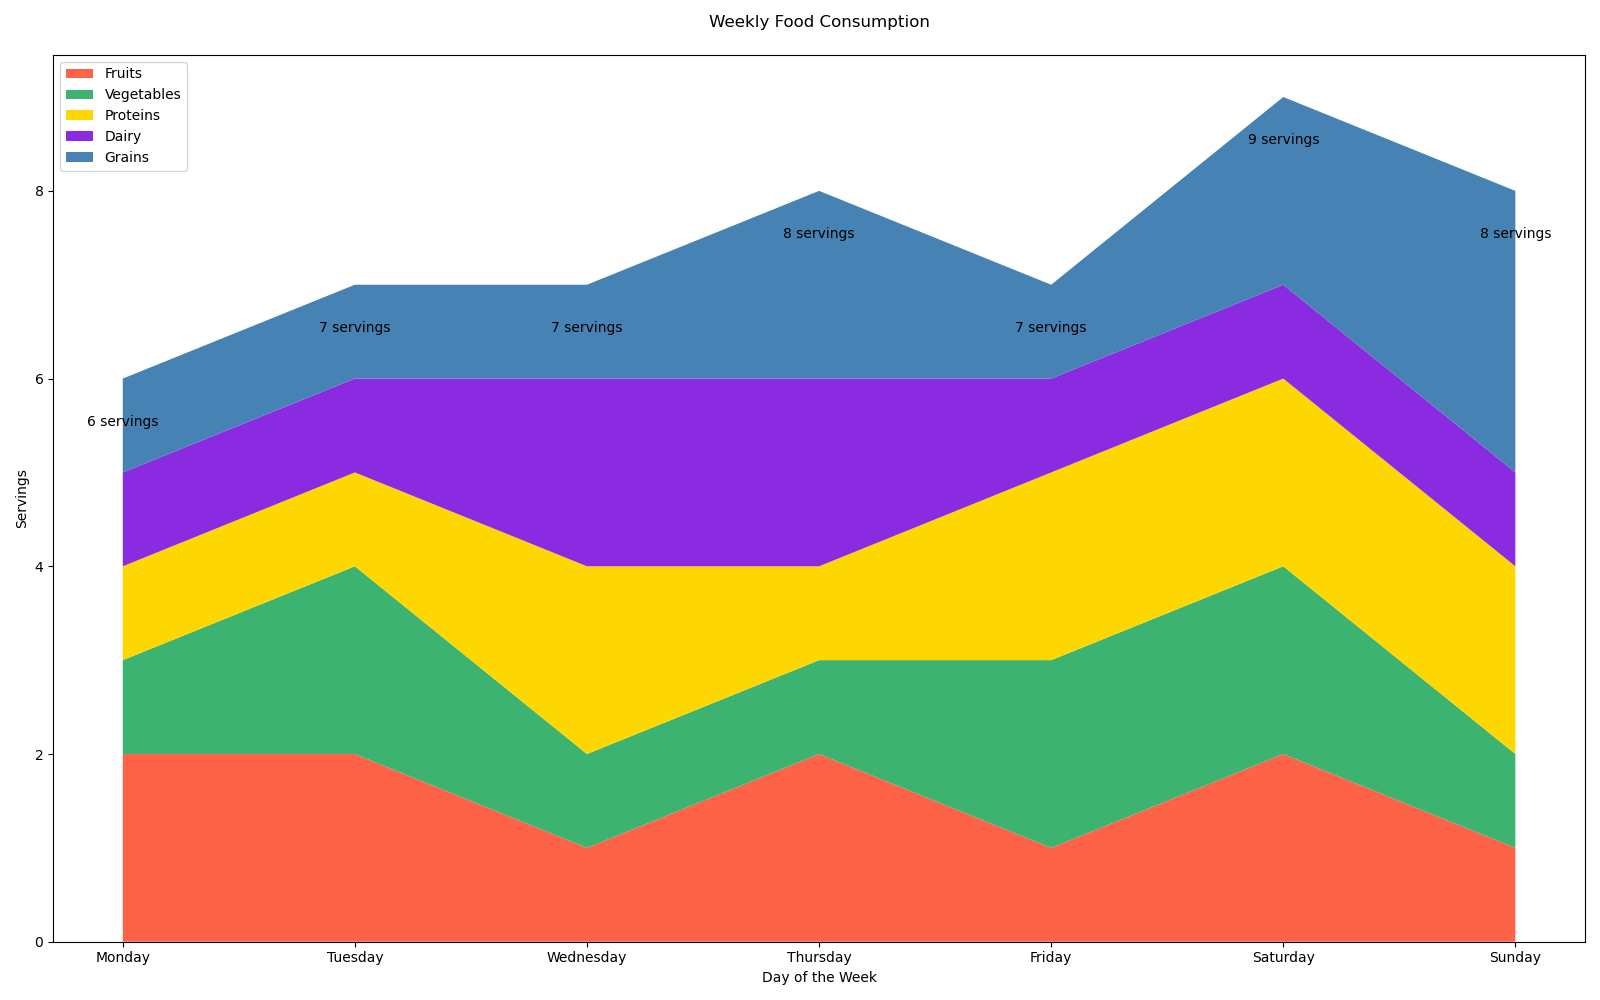 Weekly Food Consumption
Fruits
Vegetables
Proteins
Dairy
Grains
9 servings
8 servings
8 servings
7 servings
7 servings
7 servings
6 servings
Servings
8
6
4
2
0
Monday
Tuesday
Wednesday
Thursday
Friday
Saturday
Sunday
Day of the Week